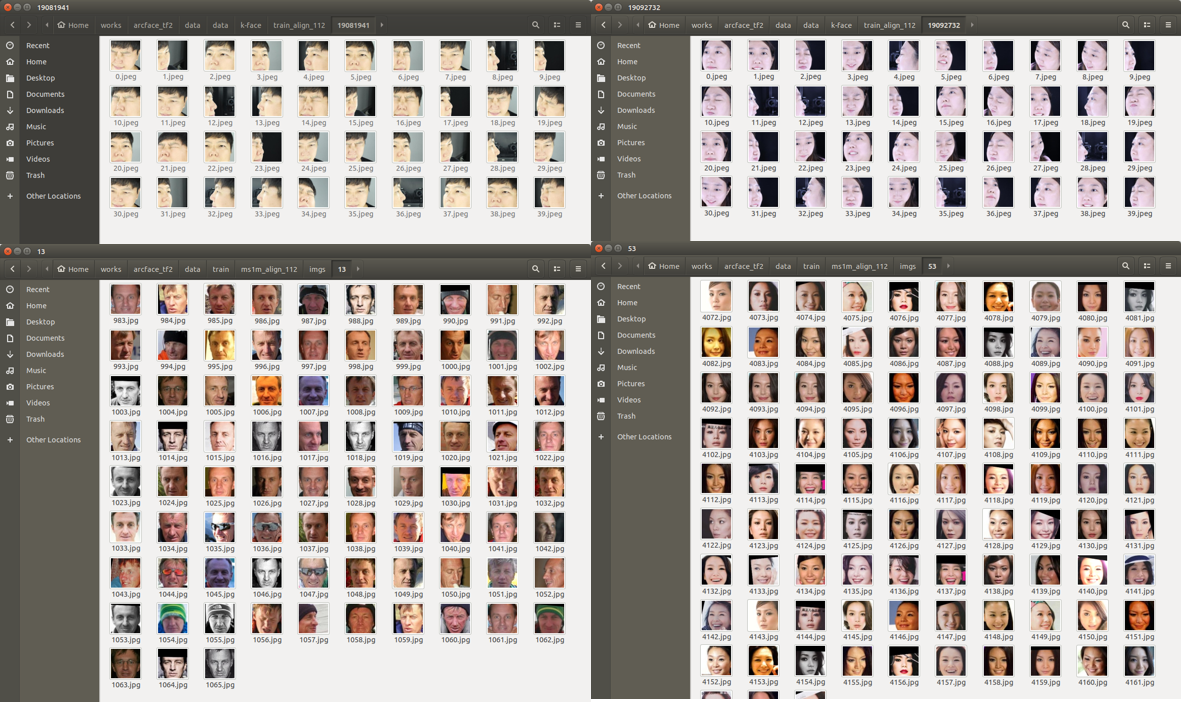 19081941
Home works arcface_tf2 data data k-face train_align_112 19081941
Recent
Home
Desktop
Documents
Downloads
Music
Pictures
Videos
Trash
Other Locations
0.jpeg 1.jpeg 2.jpeg 3.jpeg 4.jpeg 5.jpeg 6.jpeg 7.jpeg 8.jpeg 9.jpeg
10.jpeg 11.jpeg 12.jpeg 13.jpeg 14.jpeg 15.jpeg 16.jpeg 17.jpeg 18.jpeg 19.jpeg
20.jpeg 21.jpeg 22.jpeg 23.jpeg 24.jpeg 25.jpeg 26.jpeg 27.jpeg 28.jpeg 29.jpeg
30.jpeg 31.jpeg 32.jpeg 33.jpeg 34.jpeg 35.jpeg 36.jpeg 37.jpeg 38.jpeg 39.jpeg
19092732
Home works arcface_tf2 data data k-face train_align_112 19092732
Recent
Home
Desktop
Documents
Downloads
Music
Pictures
Videos
Trash
Other Locations
0.jpeg 1.jpeg 2.jpeg 3.jpeg 4.jpeg 5.jpeg 6.jpeg 7.jpeg 8.jpeg 9.jpeg
10.jpeg 11.jpeg 12.jpeg 13.jpeg 14.jpeg 15.jpeg 16.jpeg 17.jpeg 18.jpeg 19.jpeg
20.jpeg 21.jpeg 22.jpeg 23.jpeg 24.jpeg 25.jpeg 26.jpeg 27.jpeg 28.jpeg 29.jpeg
30.jpeg 31.jpeg 32.jpeg 33.jpeg 34.jpeg 35.jpeg 36.jpeg 37.jpeg 38.jpeg 39.jpeg
13
Home works arcface_tf2 data train ms1m_align_112 imgs 13
Recent
Home
Desktop
Documents
Downloads
Music
Pictures
Videos
Trash
Other Locations
983.jpg 984.jpg 985.jpg 986.jpg 987.jpg 988.jpg 989.jpg 990.jpg 991.jpg 992.jpg
993.jpg 994.jpg 995.jpg 996.jpg 997.jpg 998.jpg 999.jpg 1000.jpg 1001.jpg 1002.jpg
1003.jpg 1004.jpg 1005.jpg 1006.jpg 1007.jpg 1008.jpg 1009.jpg 1010.jpg 1011.jpg 1012.jpg
1013.jpg 1014.jpg 1015.jpg 1016.jpg 1017.jpg 1018.jpg 1019.jpg 1020.jpg 1021.jpg 1022.jpg
1023.jpg 1024.jpg 1025.jpg 1026.jpg 1027.jpg 1028.jpg 1029.jpg 1030.jpg 1031.jpg 1032.jpg
1033.jpg 1034.jpg 1035.jpg 1036.jpg 1037.jpg 1038.jpg 1039.jpg 1040.jpg 1041.jpg 1042.jpg
1043.jpg 1044.jpg 1045.jpg 1046.jpg 1047.jpg 1048.jpg 1049.jpg 1050.jpg 1051.jpg 1052.jpg
1053.jpg 1054.jpg 1055.jpg 1056.jpg 1057.jpg 1058.jpg 1059.jpg 1060.jpg 1061.jpg 1062.jpg
1063.jpg 1064.jpg 1065.jpg
53
Home works arcface_tf2 data train ms1m_align_112 imgs 53
Recent
Home
Desktop
Documents
Downloads
Music
Pictures
Videos
Trash
Other Locations
4072.jpg 4073.jpg 4074.jpg 4075.jpg 4076.jpg 4077.jpg 4078.jpg 4079.jpg 4080.jpg 4081.jpg
4082.jpg 4083.jpg 4084.jpg 4085.jpg 4086.jpg 4087.jpg 4088.jpg 4089.jpg 4090.jpg 4091.jpg
4092.jpg 4093.jpg 4094.jpg 4095.jpg 4096.jpg 4097.jpg 4098.jpg 4099.jpg 4100.jpg 4101.jpg
4102.jpg 4103.jpg 4104.jpg 4105.jpg 4106.jpg 4107.jpg 4108.jpg 4109.jpg 4110.jpg 4111.jpg
4112.jpg 4113.jpg 4114.jpg 4115.jpg 4116.jpg 4117.jpg 4118.jpg 4119.jpg 4120.jpg 4121.jpg
4122.jpg 4123.jpg 4124.jpg 4125.jpg 4126.jpg 4127.jpg 4128.jpg 4129.jpg 4130.jpg 4131.jpg
4132.jpg 4133.jpg 4134.jpg 4135.jpg 4136.jpg 4137.jpg 4138.jpg 4139.jpg 4140.jpg 4141.jpg
4142.jpg 4143.jpg 4144.jpg 4145.jpg 4146.jpg 4147.jpg 4148.jpg 4149.jpg 4150.jpg 4151.jpg
4152.jpg 4153.jpg 4154.jpg 4155.jpg 4156.jpg 4157.jpg 4158.jpg 4159.jpg 4160.jpg 4161.jpg